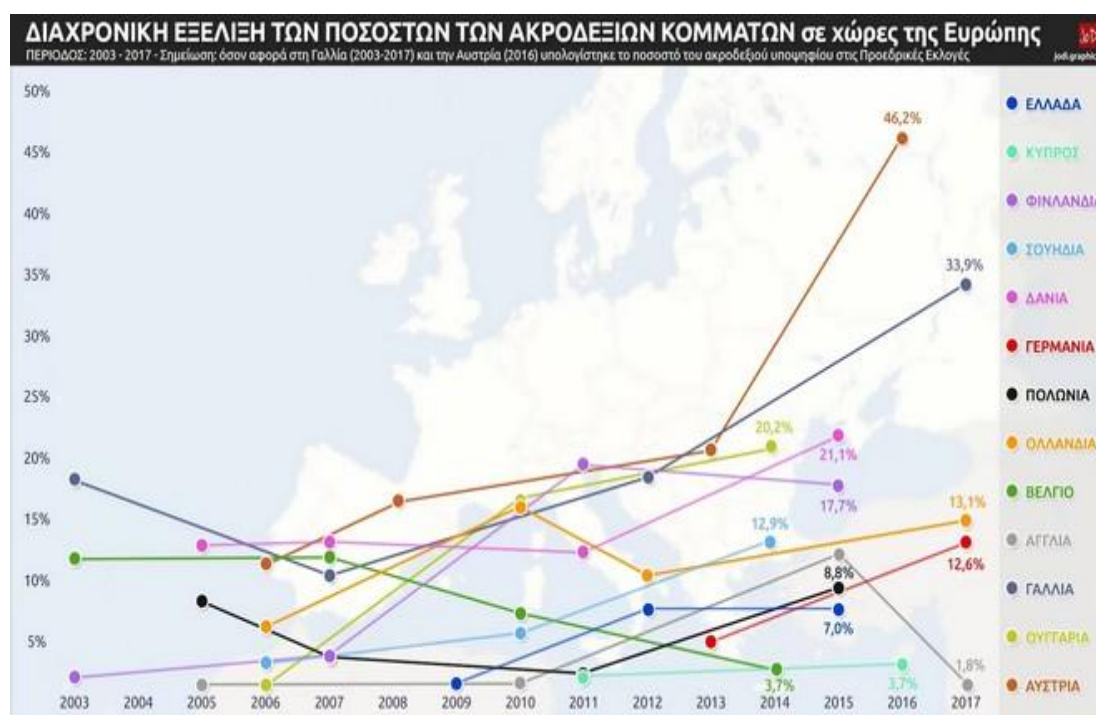 ΔΙΑΧΡΟΝΙΚΗ ΕΞΕΛΙΞΗ ΤΩΝ ΠΟΣΟΣΤΩΝ ΤΩΝ ΑΚΡΟΔΕΞΙΩΝ ΚΟΜΜΑΤΩΝ σε χώρες της Ευρώπης
ΠΕΡΙΟΔΟΣ: 2003 - 2017 - Σημείωση: όσον αφορά στη Γαλλία (2003-2017) και την Αυστρία (2016) υπολογίστηκε το ποσοστό του ακροδεξιού υποψηφίου στις Προεδρικές Εκλογές
jodi.graphic
50%
45%
40%
35%
30%
25%
20%
15%
10%
5%
46,2%
33,9%
20,2%
21,1%
17,7%
13,1%
12,9%
12,6%
8,8%
7,0%
3,7%
3,7%
1,8%
2003 2004 2005 2006 2007 2008 2009 2010 2011 2012 2013 2014 2015 2016 2017
ΕΛΛΑΔΑ
ΚΥΠΡΟΣ
ΦΙΝΛΑΝΔΙΑ
ΣΟΥΗΔΙΑ
ΔΑΝΙΑ
ΓΕΡΜΑΝΙΑ
ΠΟΛΩΝΙΑ
ΟΛΛΑΝΔΙΑ
ΒΕΛΓΙΟ
ΑΓΓΛΙΑ
ΓΑΛΛΙΑ
ΟΥΓΓΑΡΙΑ
ΑΥΣΤΡΙΑ